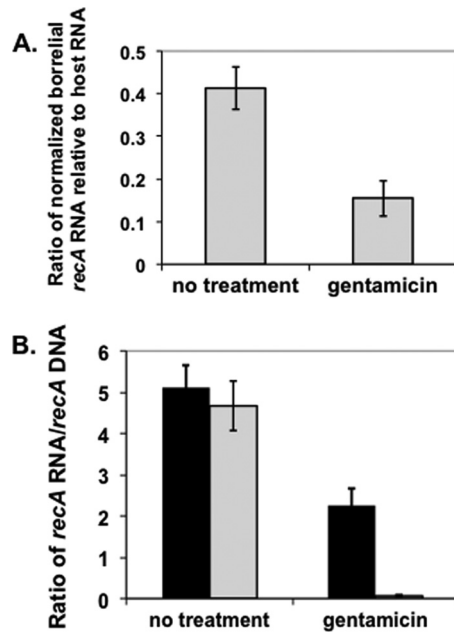 A.
Ratio of normalized borrelial
recA RNA relative to host RNA
0.5
0.4
0.3
0.2
0.1
0
no treatment gentamicin
B.
Ratio of recA RNA/recA DNA
6
5
4
3
2
1
0
no treatment gentamicin